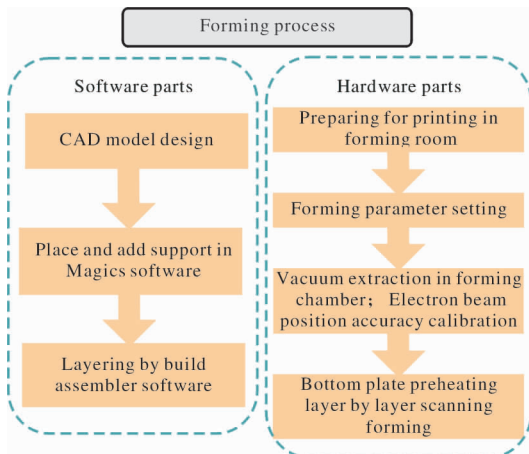 Forming process
Software parts
CAD model design
Place and add support in
Magics software
Layering by build
assembler software
Hardware parts
Preparing for printing in
forming room
Forming parameter setting
Vacuum extraction in forming
chamber； Electron beam
position accuracy calibration
Bottom plate preheating
layer by layer scanning
forming